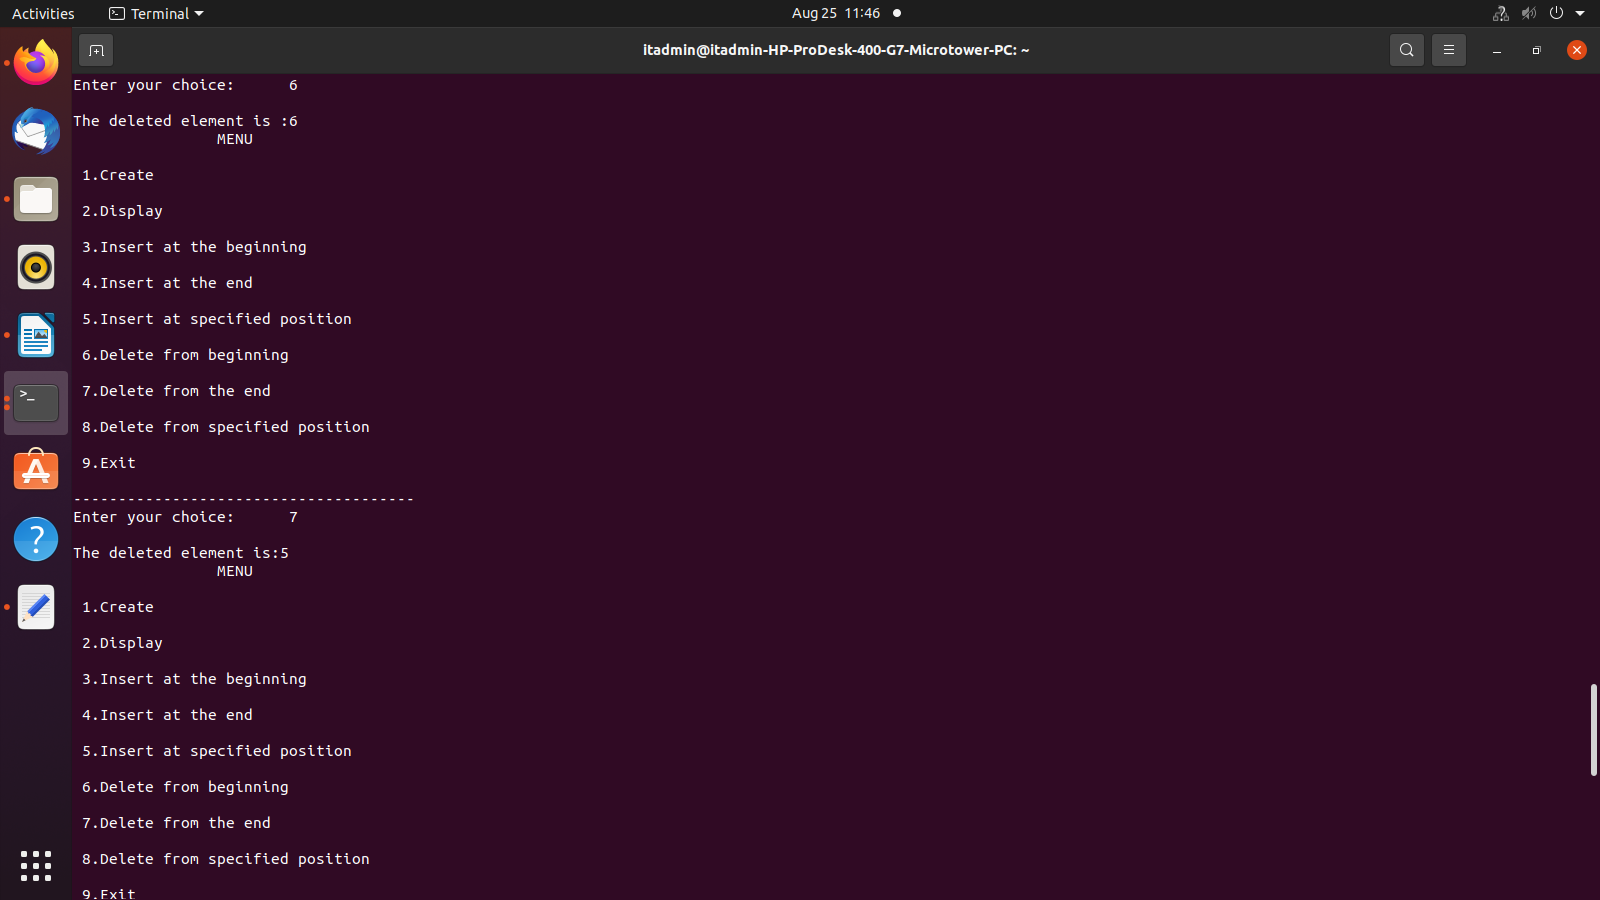 Activities
Terminal
Aug 25 11:46
itadmin@itadmin-HP-ProDesk-400-G7-Microtower-PC: ~
Enter your choice:      6
The deleted element is :6
MENU
1.Create
2.Display
3.Insert at the beginning
4.Insert at the end
5.Insert at specified position
6.Delete from beginning
7.Delete from the end
8.Delete from specified position
9.Exit
--------------------------------------
Enter your choice:      7
The deleted element is:5
MENU
1.Create
2.Display
3.Insert at the beginning
4.Insert at the end
5.Insert at specified position
6.Delete from beginning
7.Delete from the end
8.Delete from specified position
9.Exit